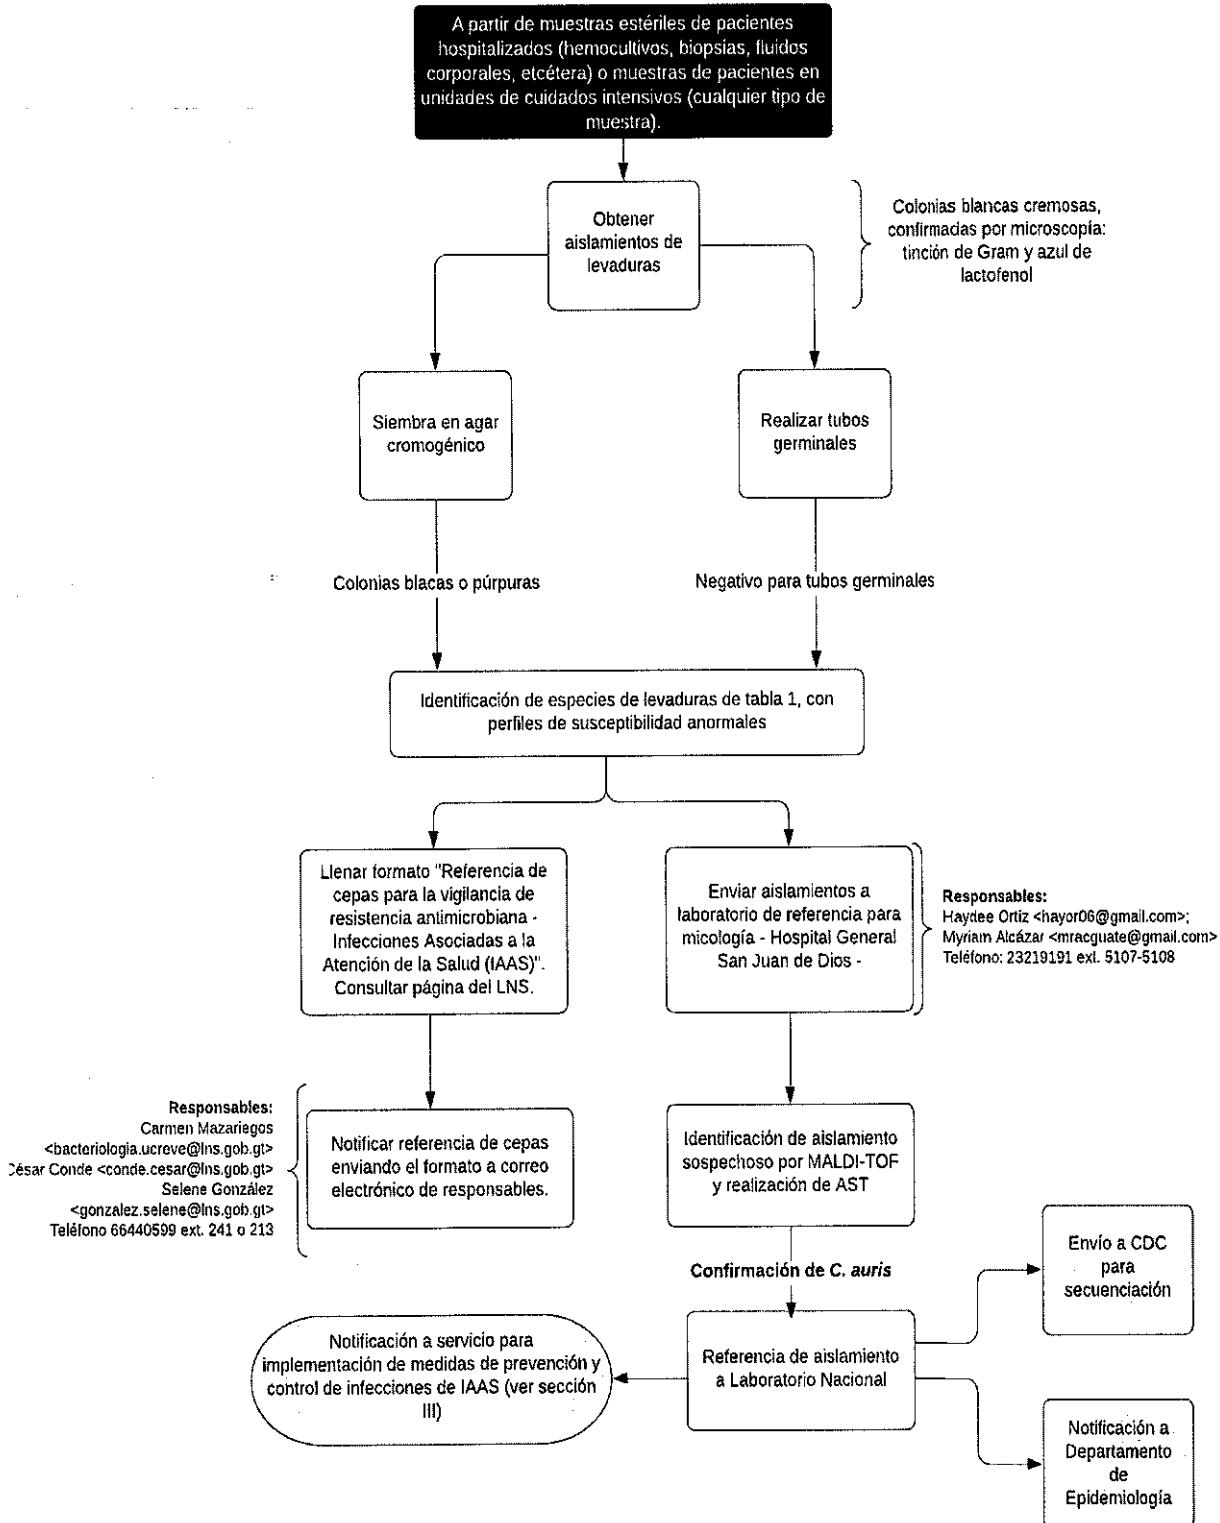 A partir de muestras estériles de pacientes
hospitalizados (hemocultivos, biopsias, fluidos
corporales, etcétera) o muestras de pacientes en
unidades de cuidados intensivos (cualquier tipo de
muestra).
Obtener
aislamientos de
levaduras
Colonias blancas cremosas,
confirmadas por microscopía:
tinción de Gram y azul de
lactofenol
Siembra en agar
cromogénico
Realizar tubos
germinales
Colonias blacas o púrpuras
Negativo para tubos germinales
Identificación de especies de levaduras de tabla 1, con
perfiles de susceptibilidad anormales
Llenar formato "Referencia de
cepas para la vigilancia de
resistencia antimicrobiana -
Infecciones Asociadas a la
Atención de la Salud (IAAS)".
Consultar página del LNS.
Enviar aislamientos a
laboratorio de referencia para
micología - Hospital General
San Juan de Dios -
Responsables:
Haydee Ortiz <hayor06@gmail.com>;
Myriam Alcázar <mracguate@gmail.com>
Teléfono: 23219191 ext. 5107-5108
Responsables:
Carmen Mazariegos
<bacteriologia.ucreve@lns.gob.gt>
César Conde <conde.cesar@lns.gob.gt>
Selene González
<gonzalez.selene@lns.gob.gt>
Teléfono 66440599 ext. 241 o 213
Notificar referencia de cepas
enviando el formato a correo
electrónico de responsables.
Identificación de aislamiento
sospechoso por MALDI-TOF
y realización de AST
Confirmación de C. auris
Envío a CDC
para
secuenciación
Notificación a servicio para
implementación de medidas de prevención y
control de infecciones de IAAS (ver sección
III)
Referencia de aislamiento
a Laboratorio Nacional
Notificación a
Departamento
de
Epidemiología